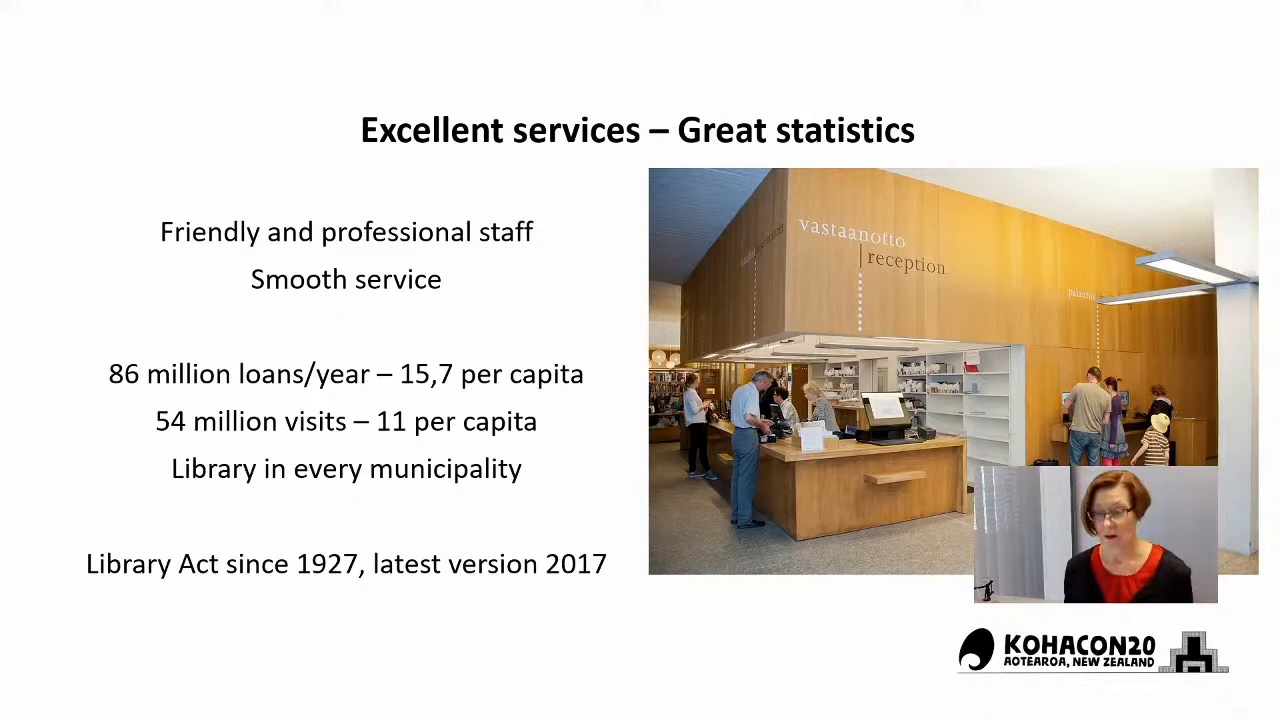 Excellent services – Great statistics
Friendly and professional staff
Smooth service
86 million loans/year – 15,7 per capita
54 million visits – 11 per capita
Library in every municipality
Library Act since 1927, latest version 2017
vastaanotto
reception
palautus
KOHACON20
AOTEAROA, NEW ZEALAND